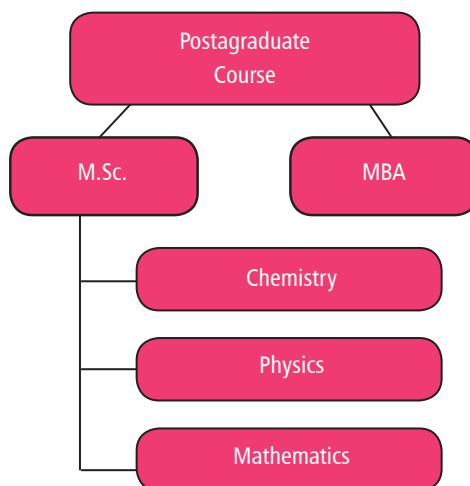 Postagraduate
Course
M.Sc.
MBA
Chemistry
Physics
Mathematics